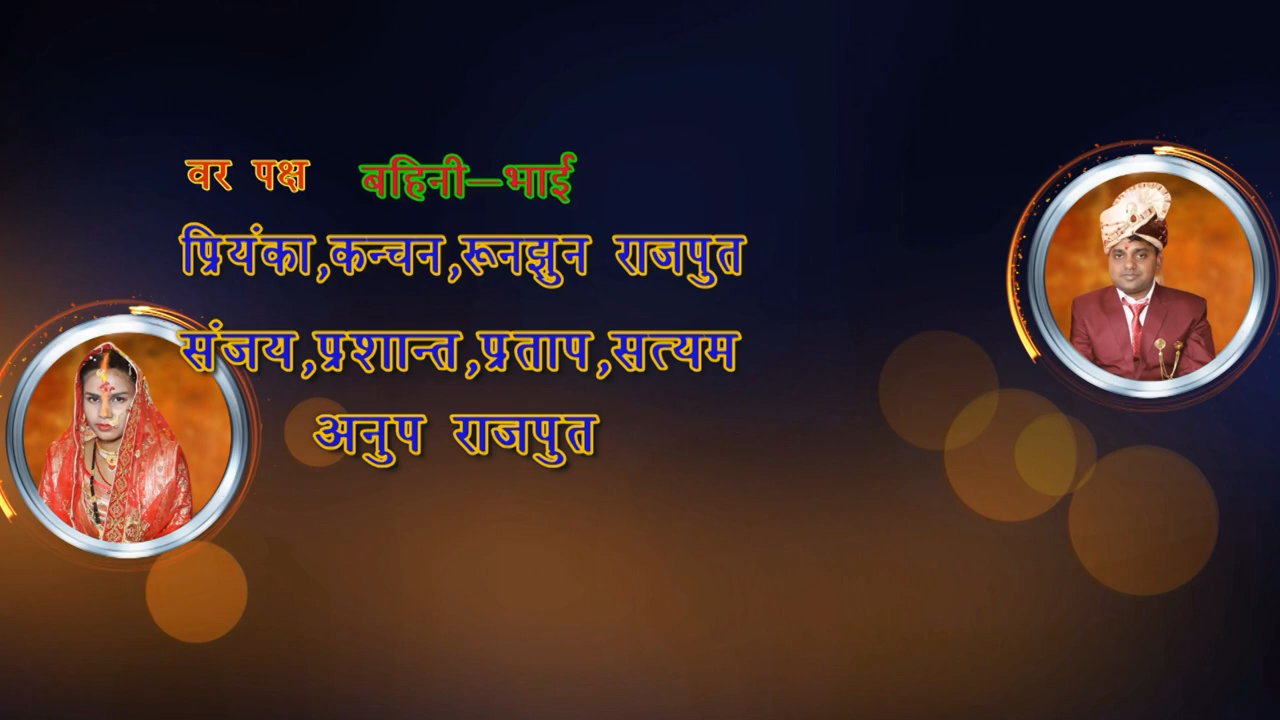 वर पक्ष बहिनी–भाई
प्रियंका,कन्चन,रूनझुन राजपुत
संजय,प्रशान्त,प्रताप,सत्यम
अनुप राजपुत